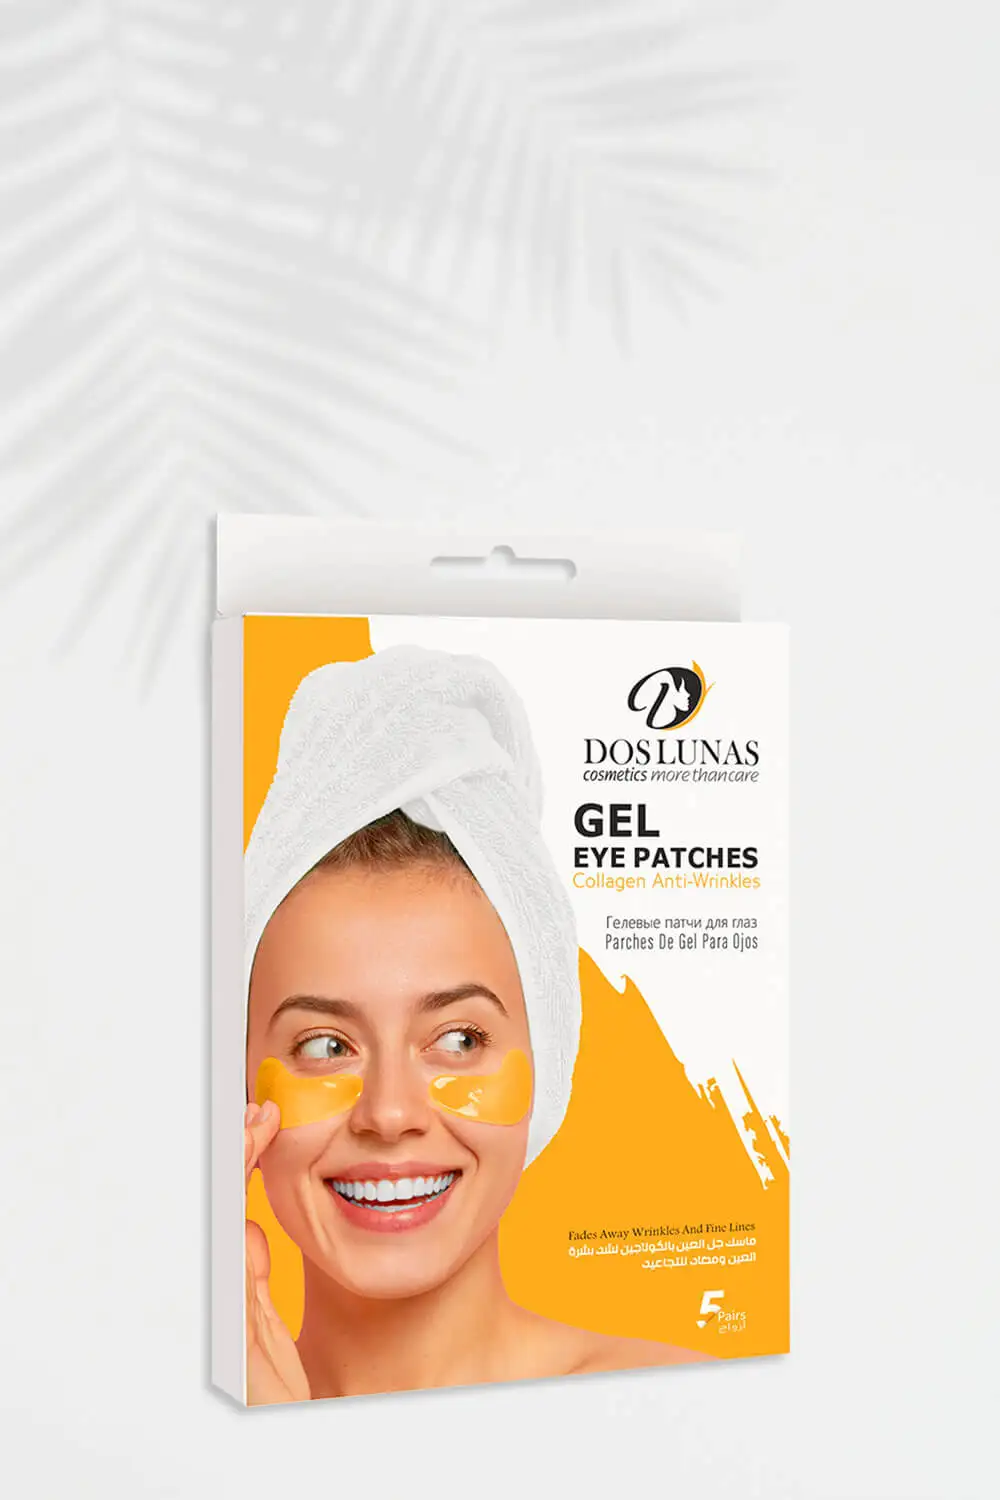 DOS LUNAS
cosmetics more than care
GEL
EYE PATCHES
Collagen Anti-Wrinkles
Гелевые патчи для глаз
Parches De Gel Para Ojos
Fades Away Wrinkles And Fine Lines
ماسك جل العين بالكولاجين لشد بشرة
العين ومضاد للتجاعيد
5 Pairs
أزواج